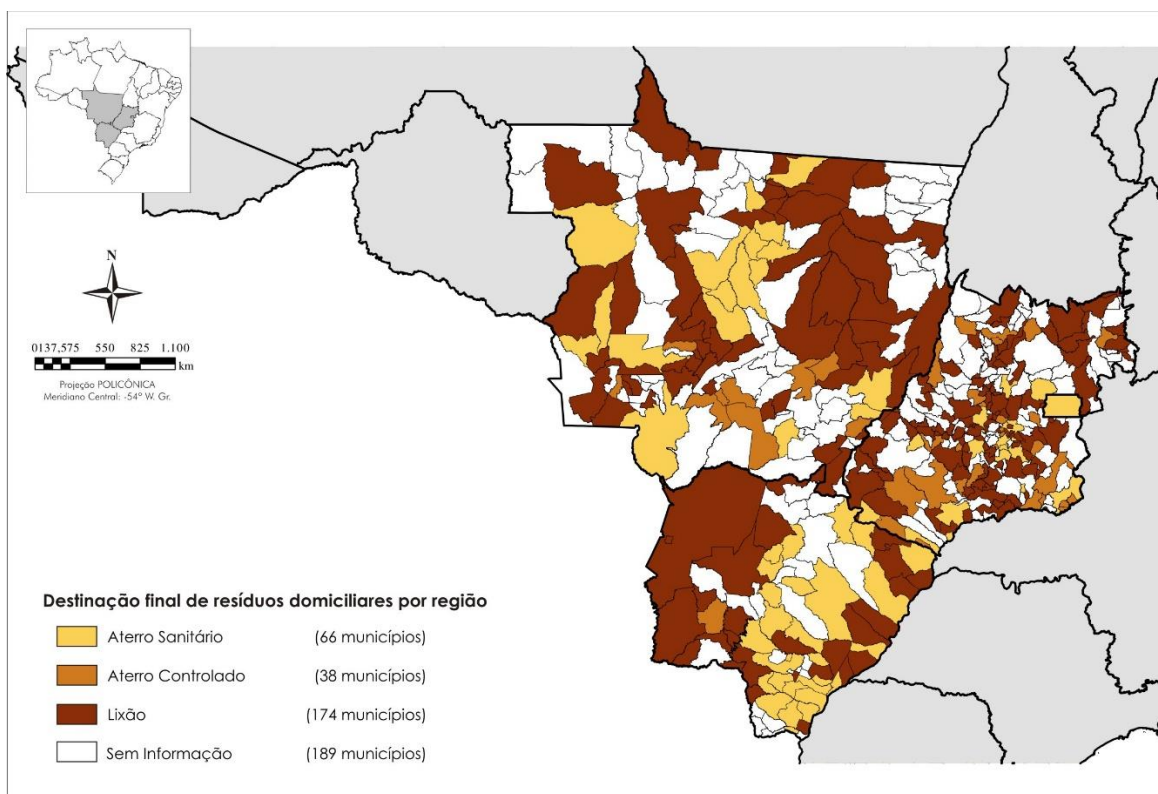 N
0137,575 550 825 1.100
km
Projeção POLICÔNICA
Meridiano Central: -54° W. Gr.
Destinação final de resíduos domiciliares por região
Aterro Sanitário (66 municípios)
Aterro Controlado (38 municípios)
Lixão (174 municípios)
Sem Informação (189 municípios)